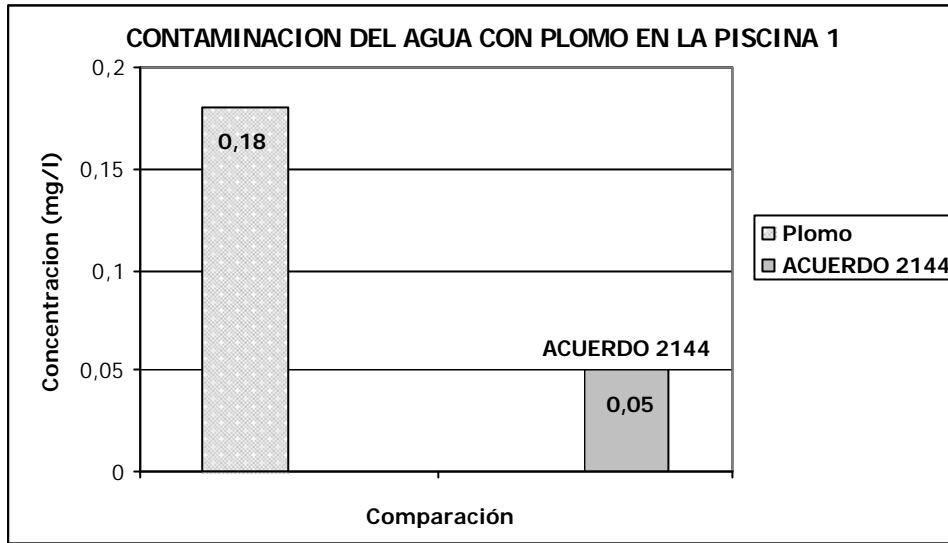 CONTAMINACION DEL AGUA CON PLOMO EN LA PISCINA 1
Concentracion (mg/l)
0,2
0,15
0,1
0,05
0
0,18
ACUERDO 2144
0,05
Comparación
Plomo
ACUERDO 2144